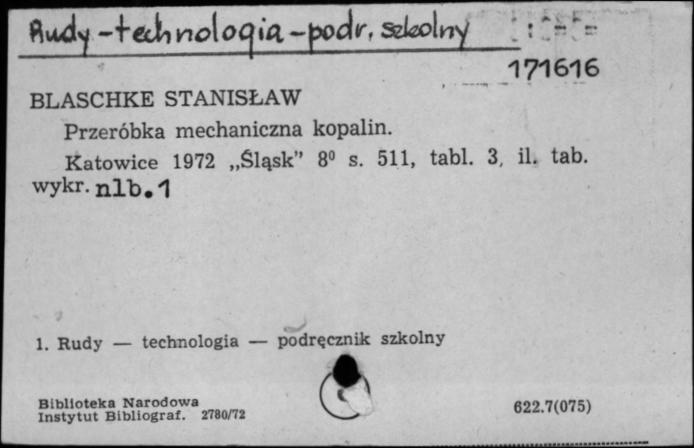 Rudy - technologia - podr. szkolny
171616
BLASCHKE STANISŁAW
Przeróbka mechaniczna kopalin.
Katowice 1972 „Śląsk” 8⁰ s. 511, tabl. 3, il. tab.
wykr. nlb. 1
1. Rudy — technologia — podręcznik szkolny
Biblioteka Narodowa
Instytut Bibliograf. 2780/72
622.7(075)